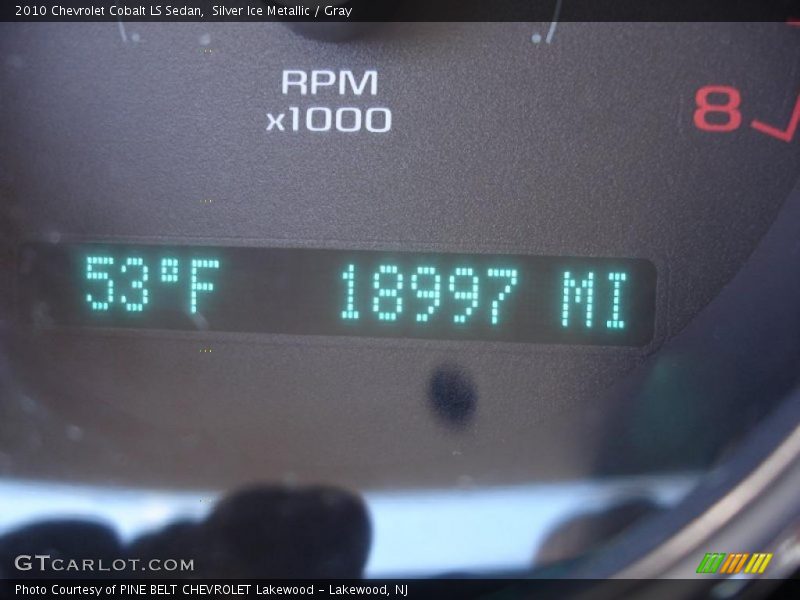 2010 Chevrolet Cobalt LS Sedan,  Silver Ice Metallic / Gray
RPM
x1000
8
53°F 18997 MI
GTCARLOT.COM
Photo Courtesy of PINE BELT CHEVROLET Lakewood - Lakewood, NJ